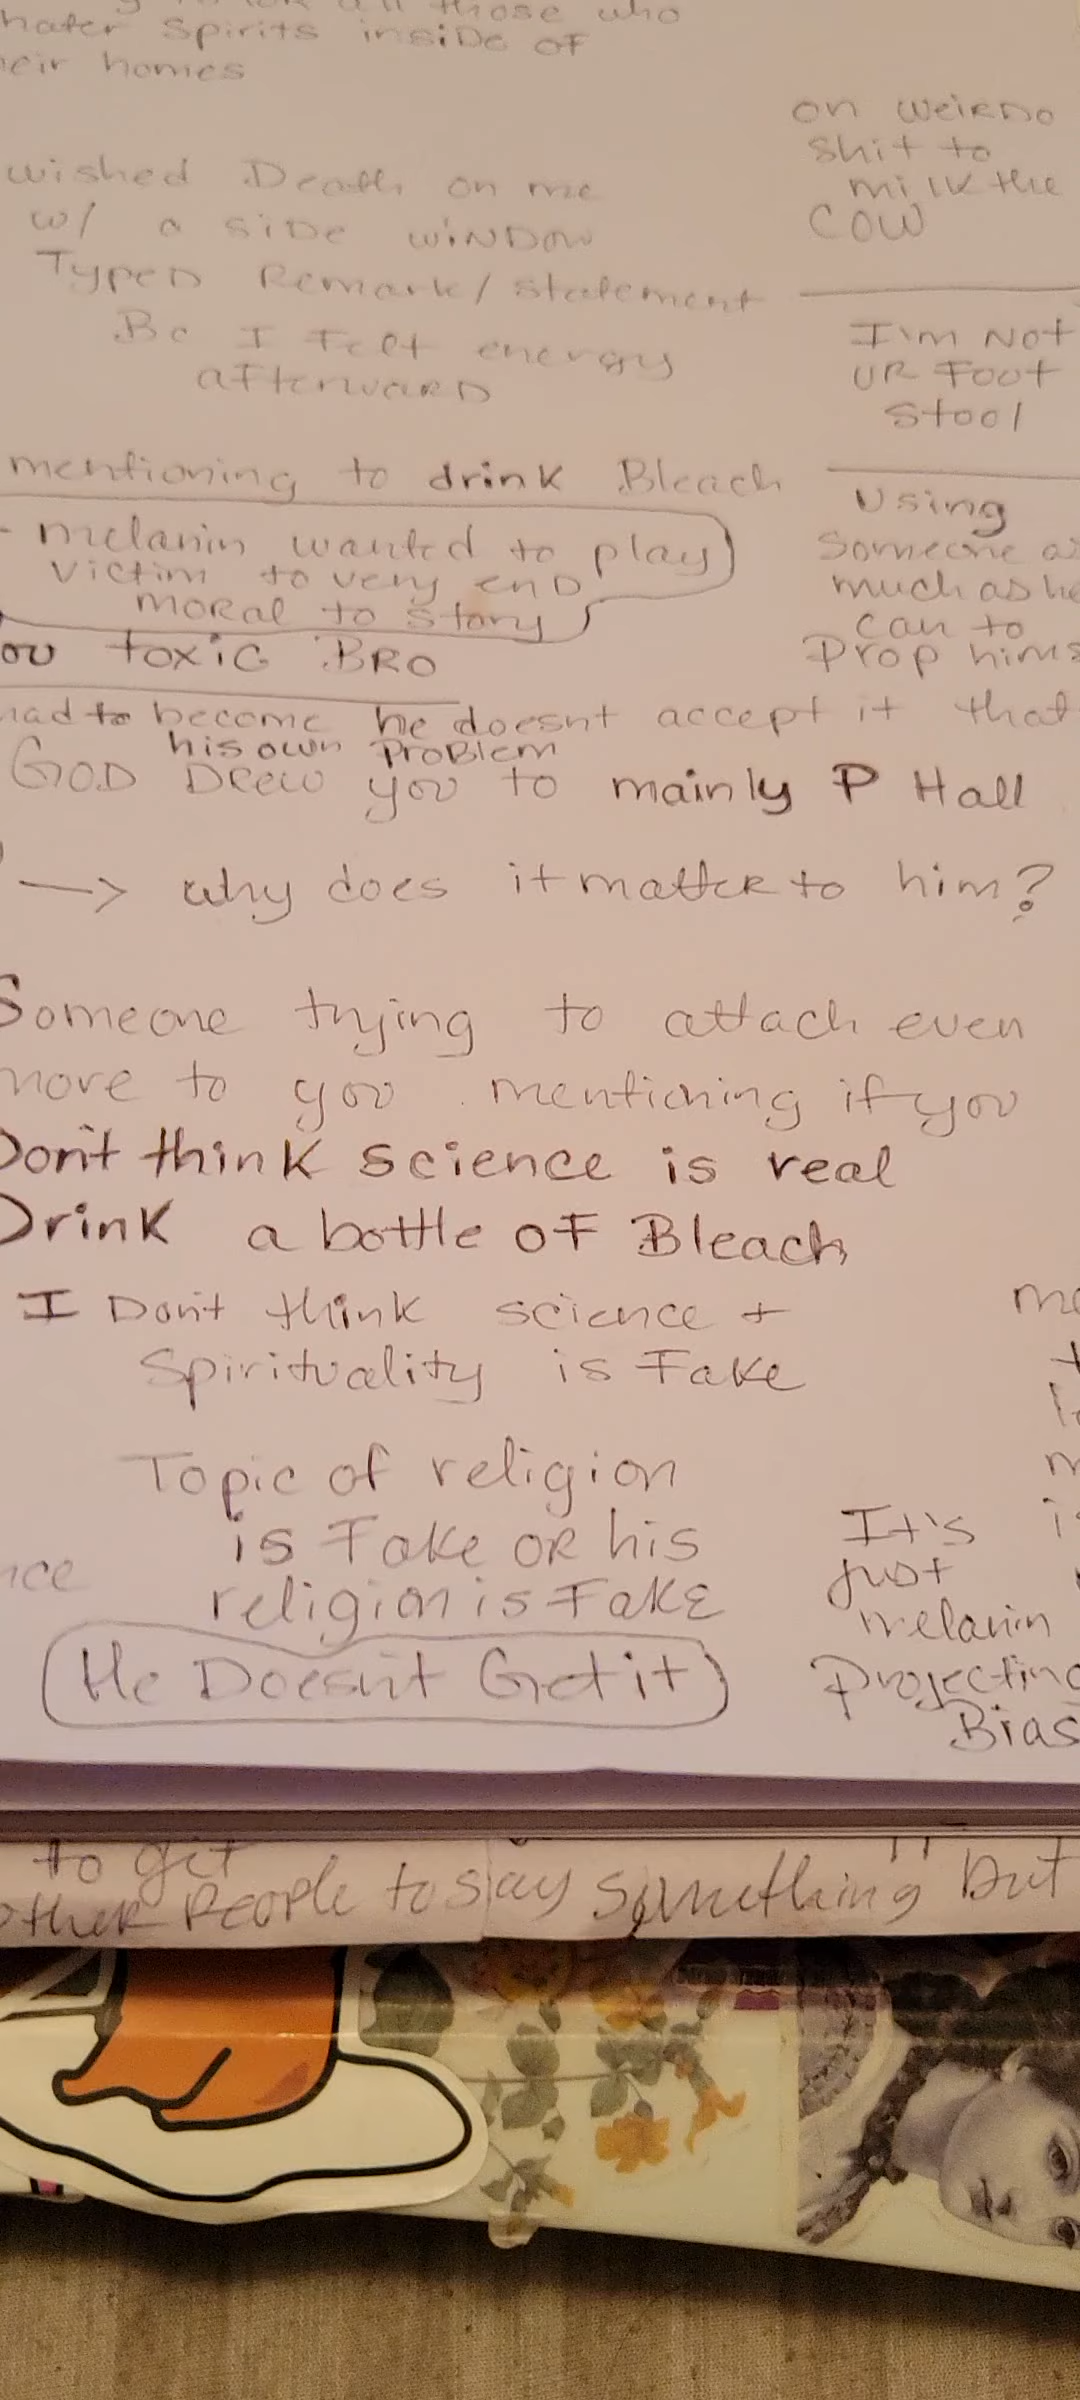 those who
hater spirits inside of
homes
wished Death on me
w/ a side window
Typed Remark/statement
Bc I felt energy
afterward
mentioning to drink Bleach
- melanin wanted to play
victim to very end
moral to story
toxic BRO
to become he doesnt accept it that
his own problem
GOD Drew you to mainly P Hall
→ why does it matter to him?
Someone trying to attach even
more to you mentioning if you
Don't think science is real
Drink a bottle of Bleach
I Don't think science +
Spirituality is Fake
Topic of religion
is Fake or his
religion is Fake
He Doesn't Get it
on weirdo
shit to
milk the
cow
I'm Not
UR Foot
stool
Using
Someone
much as he
can to
Prop
It's
just
melanin
Projecting
Bias
to get
other People to say something but